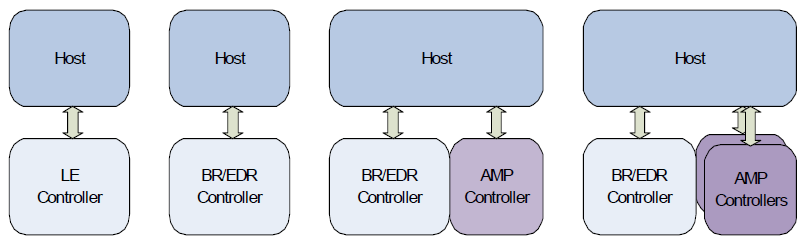 Host
Host
Host
Host
LE
Controller
BR/EDR
Controller
BR/EDR
Controller
AMP
Controller
BR/EDR
Controller
AMP
Controllers